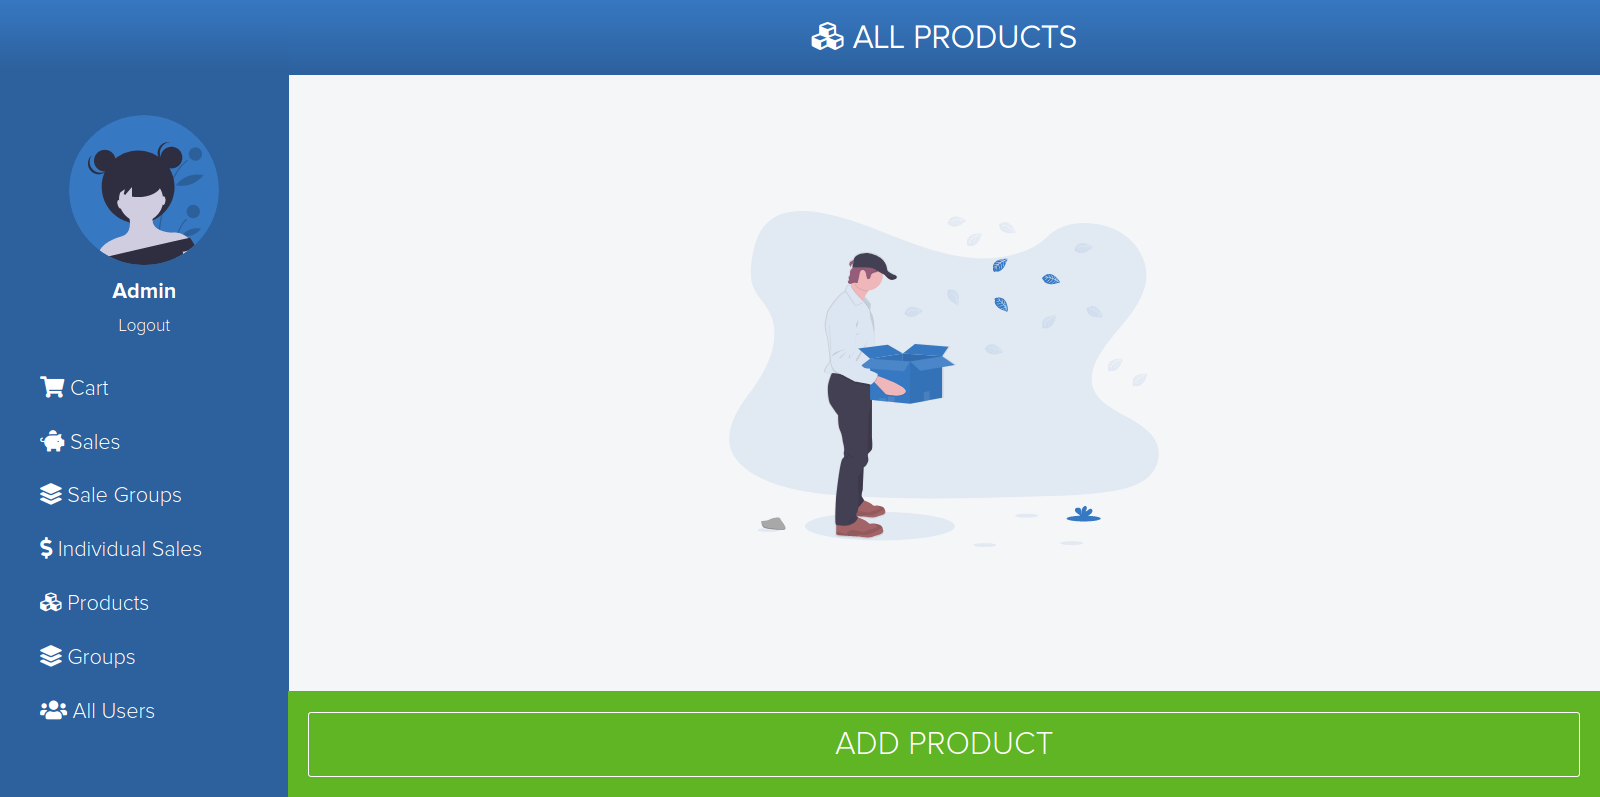 ALL PRODUCTS
Admin
Logout
Cart
Sales
Sale Groups
Individual Sales
Products
Groups
All Users
ADD PRODUCT